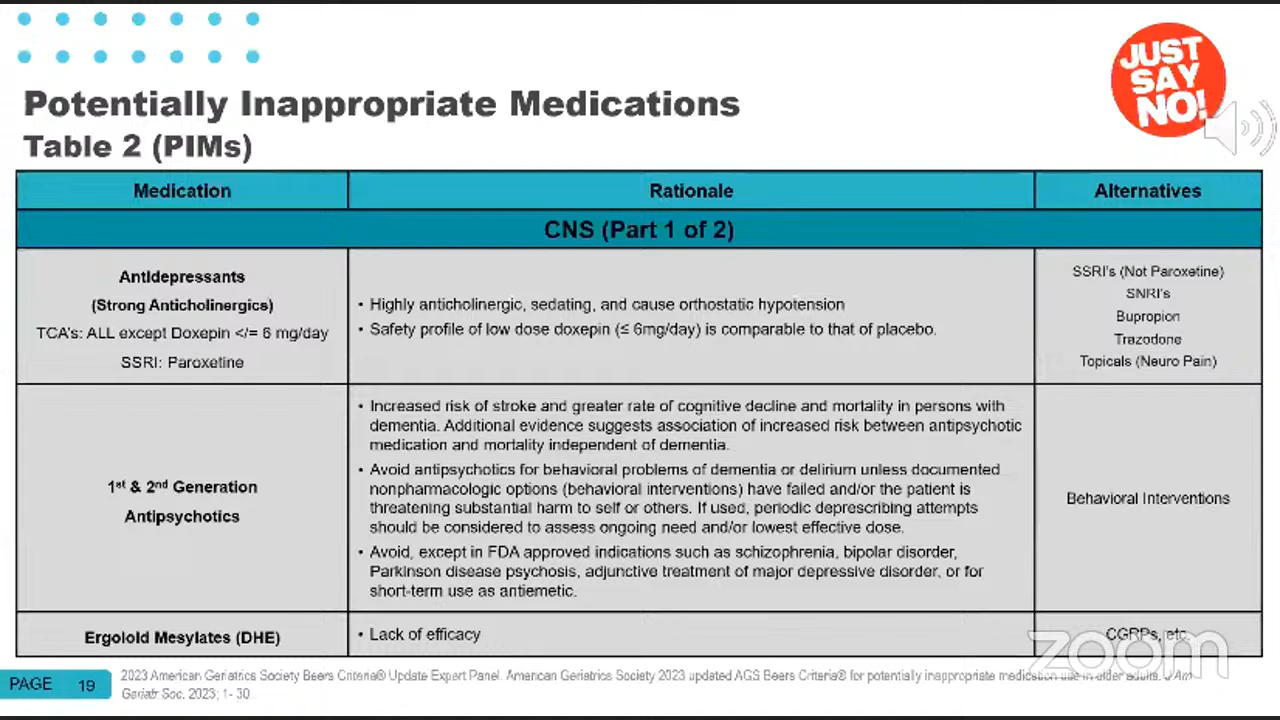 JUST
SAY
NO!
Potentially Inappropriate Medications
Table 2 (PIMs)
Medication
Rationale
Alternatives
CNS (Part 1 of 2)
Antidepressants
(Strong Anticholinergics)
TCA's: ALL except Doxepin </= 6 mg/day
SSRI: Paroxetine
• Highly anticholinergic, sedating, and cause orthostatic hypotension
• Safety profile of low dose doxepin (≤ 6mg/day) is comparable to that of placebo.
SSRI's (Not Paroxetine)
SNRI's
Bupropion
Trazodone
Topicals (Neuro Pain)
1st & 2nd Generation
Antipsychotics
• Increased risk of stroke and greater rate of cognitive decline and mortality in persons with
dementia. Additional evidence suggests association of increased risk between antipsychotic
medication and mortality independent of dementia.
• Avoid antipsychotics for behavioral problems of dementia or delirium unless documented
nonpharmacologic options (behavioral interventions) have failed and/or the patient is
threatening substantial harm to self or others. If used, periodic deprescribing attempts
should be considered to assess ongoing need and/or lowest effective dose.
• Avoid, except in FDA approved indications such as schizophrenia, bipolar disorder,
Parkinson disease psychosis, adjunctive treatment of major depressive disorder, or for
short-term use as antiemetic.
Behavioral Interventions
Ergoloid Mesylates (DHE)
• Lack of efficacy
CGRPs, etc.
zoom
PAGE 19
2023 American Geriatrics Society Beers Criteria® Update Expert Panel. American Geriatrics Society 2023 updated AGS Beers Criteria® for potentially inappropriate medication use in older adults. J Am
Geriatr Soc. 2023; 1- 30